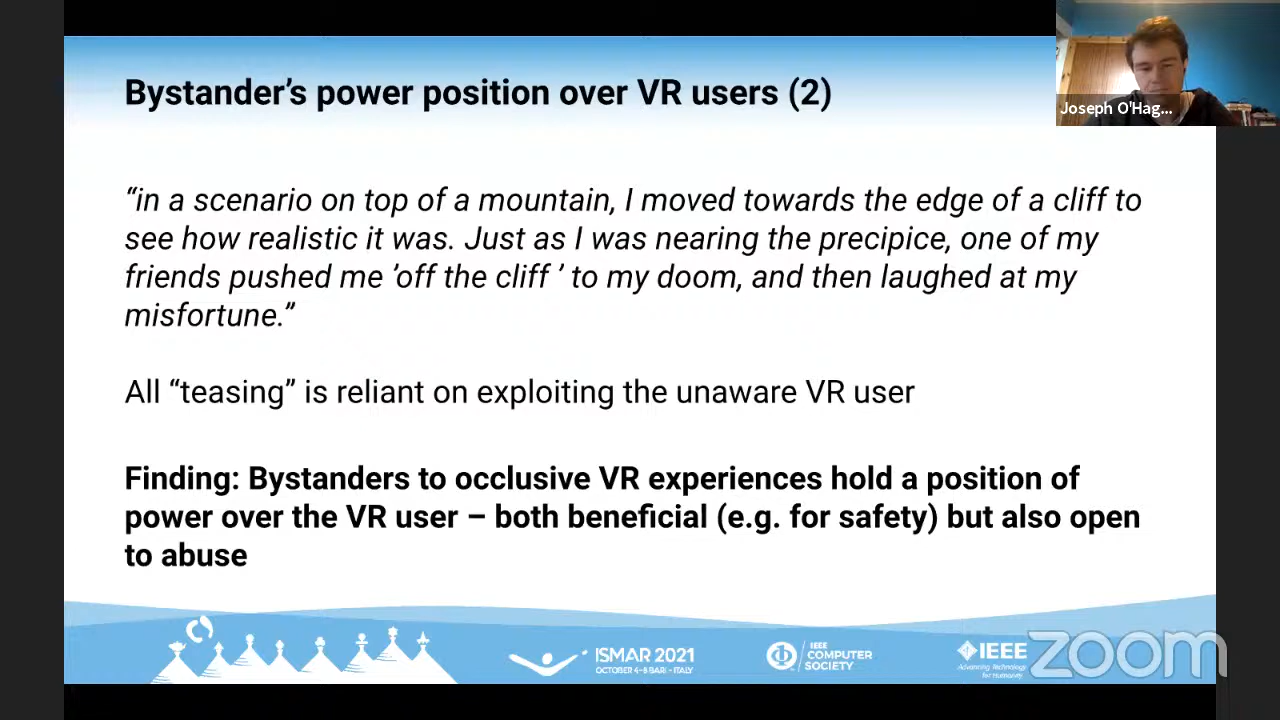 Bystander’s power position over VR users (2)
Joseph O'Hag...
“in a scenario on top of a mountain, I moved towards the edge of a cliff to
see how realistic it was. Just as I was nearing the precipice, one of my
friends pushed me ’off the cliff ’ to my doom, and then laughed at my
misfortune.”
All “teasing” is reliant on exploiting the unaware VR user
Finding: Bystanders to occlusive VR experiences hold a position of
power over the VR user – both beneficial (e.g. for safety) but also open
to abuse
ISMAR 2021
OCTOBER 4-8 BARI - ITALY
IEEE
COMPUTER
SOCIETY
IEEE
Advancing Technology
for Humanity
zoom